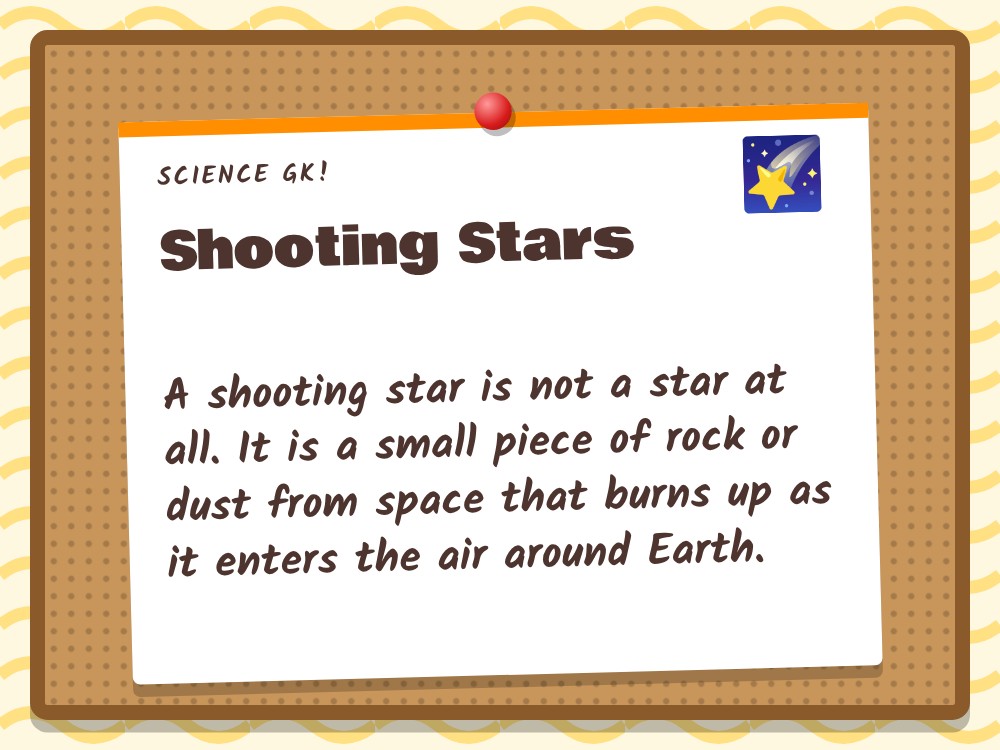 SCIENCE GK!
Shooting Stars
A shooting star is not a star at
all. It is a small piece of rock or
dust from space that burns up as
it enters the air around Earth.